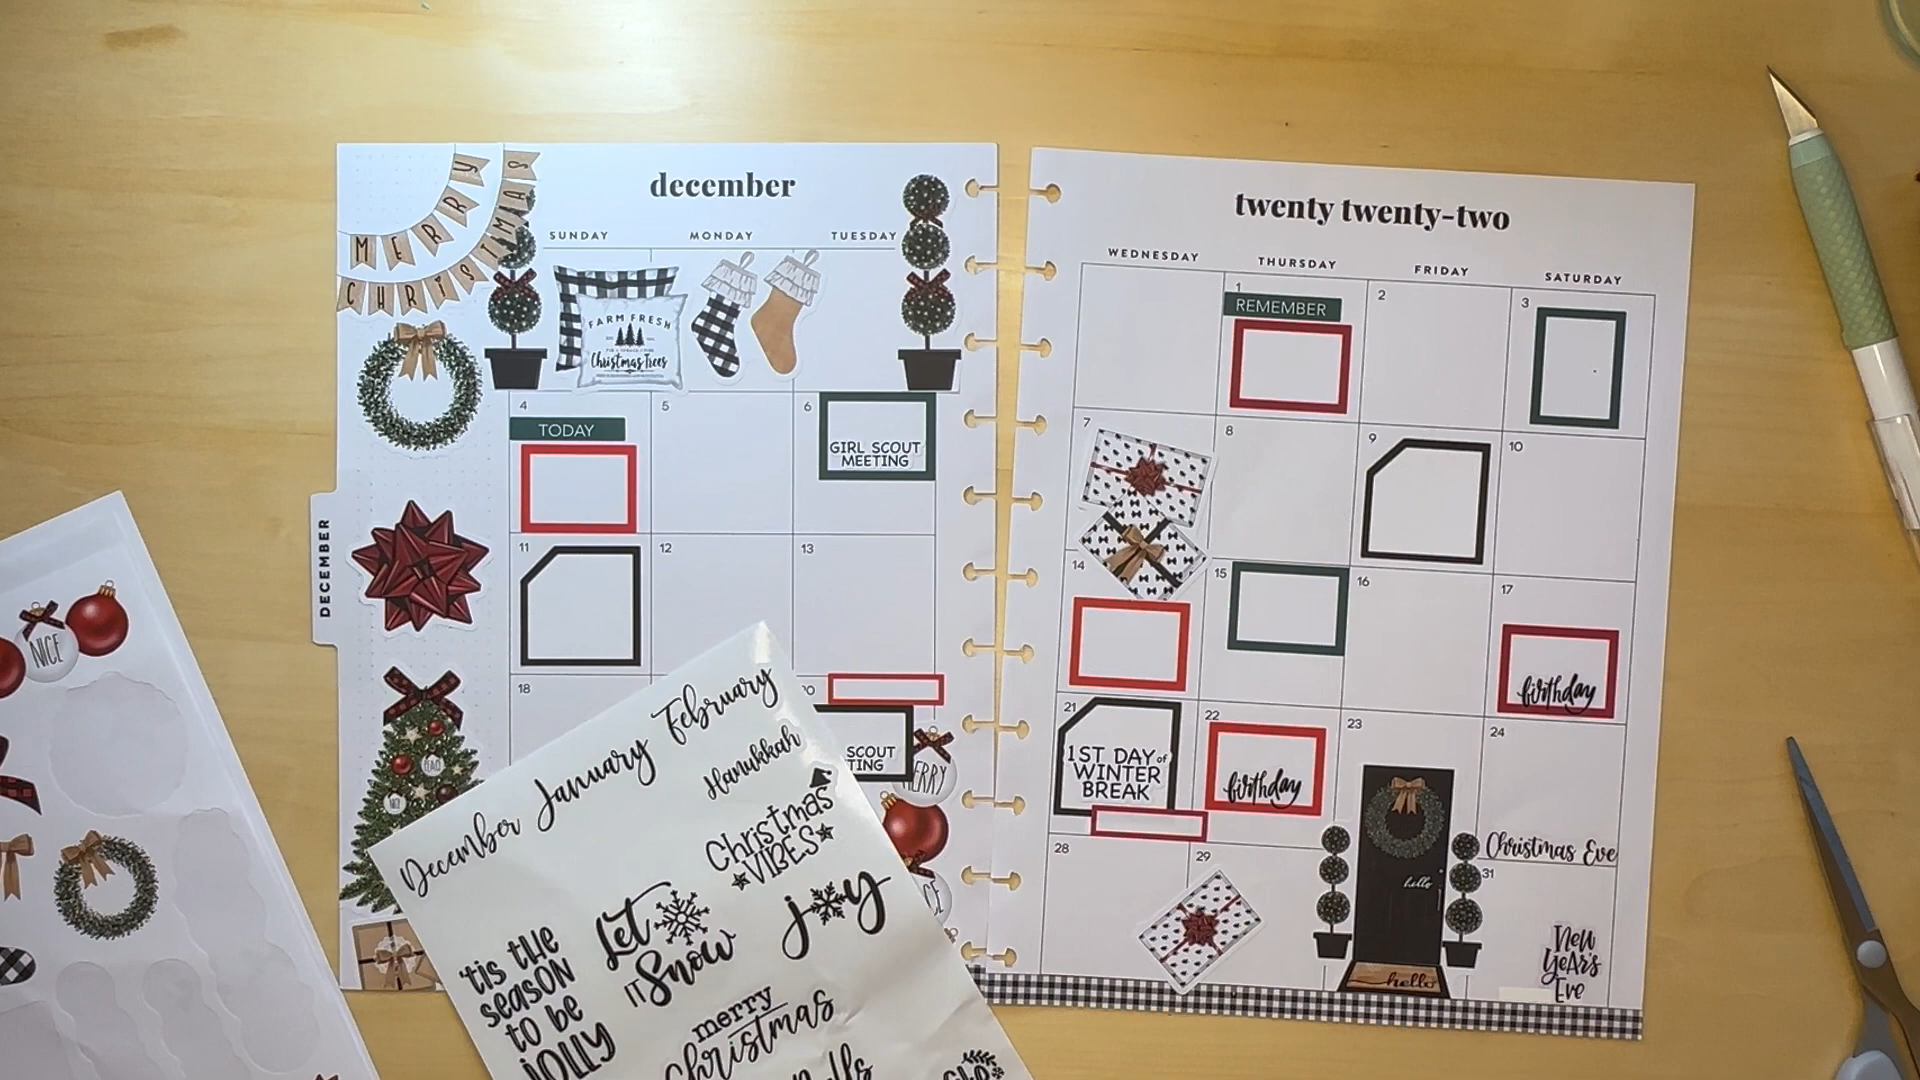 MERRY
CHRISTMAS
december
SUNDAY MONDAY TUESDAY
FARM FRESH
Christmas Trees
4 5 6
TODAY
GIRL SCOUT
MEETING
DECEMBER
11 12 13
18
SCOUT
MERRY
twenty twenty-two
WEDNESDAY THURSDAY FRIDAY SATURDAY
1 2 3
REMEMBER
7 8 9 10
14 15 16 17
birthday
21 22 23 24
1ST DAY of
WINTER
BREAK
birthday
Christmas Eve
hello
28 29 31
New
Year's
Eve
hello
NICE
December January February
Hanukkah
Christmas
VIBES
Let
IT Snow
joy
'tis the
season
to be
jolly
merry
christmas